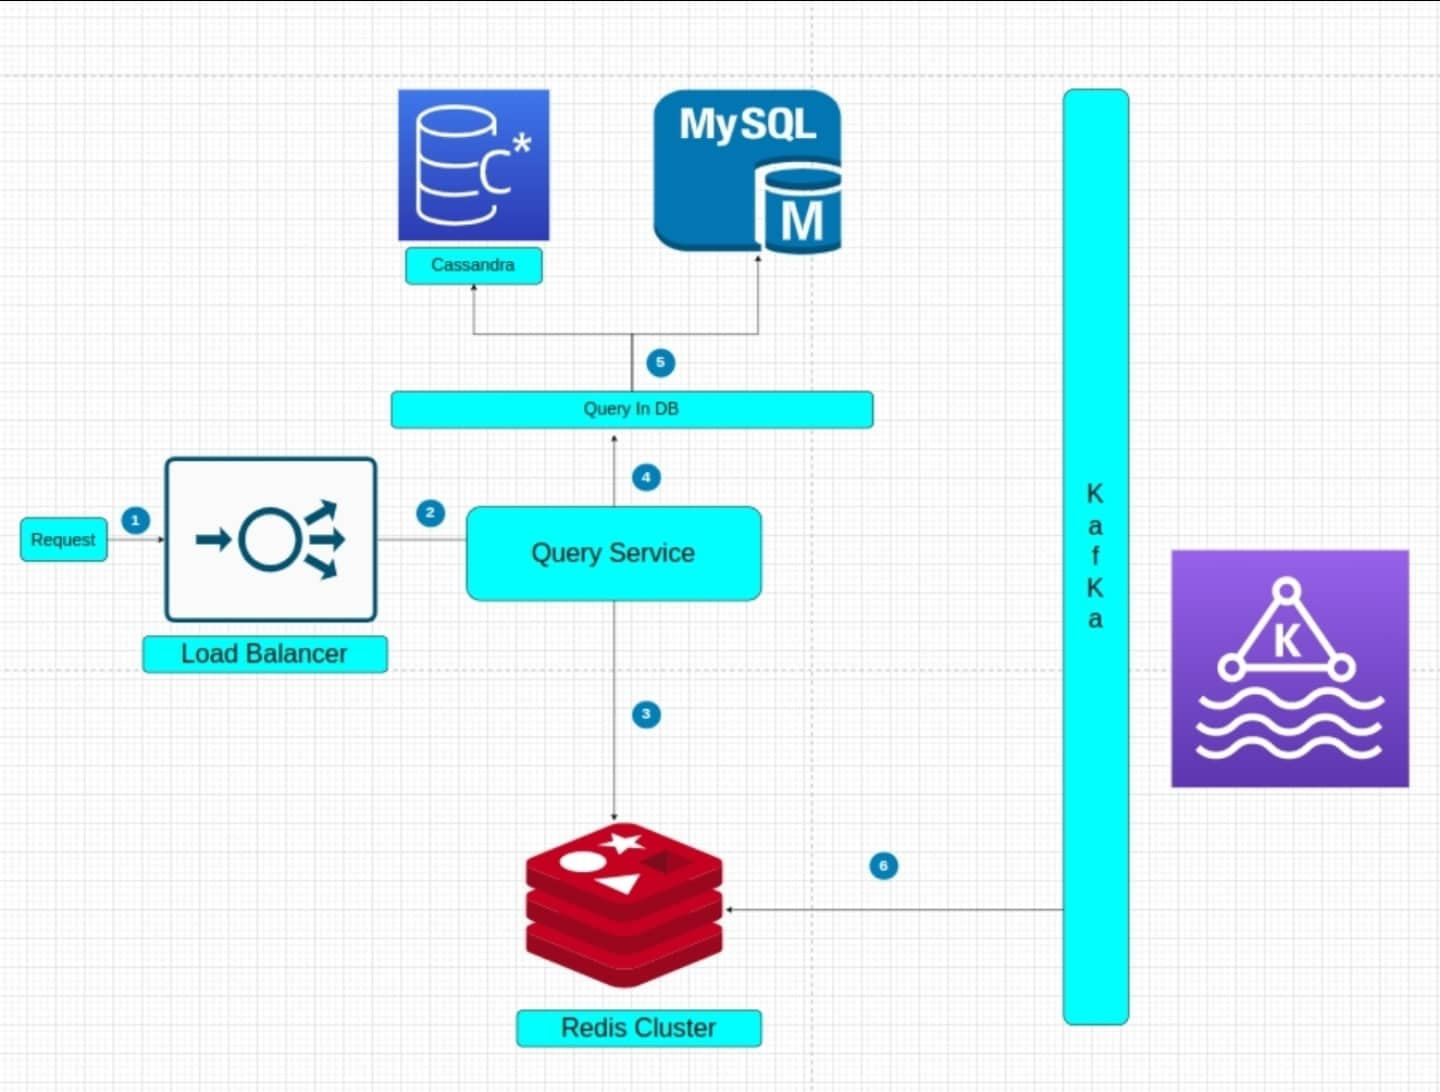 C*
MySQL
M
Cassandra
5
Query In DB
4
1
2
Request
Query Service
Load Balancer
3
K
a
f
K
a
K
6
Redis Cluster